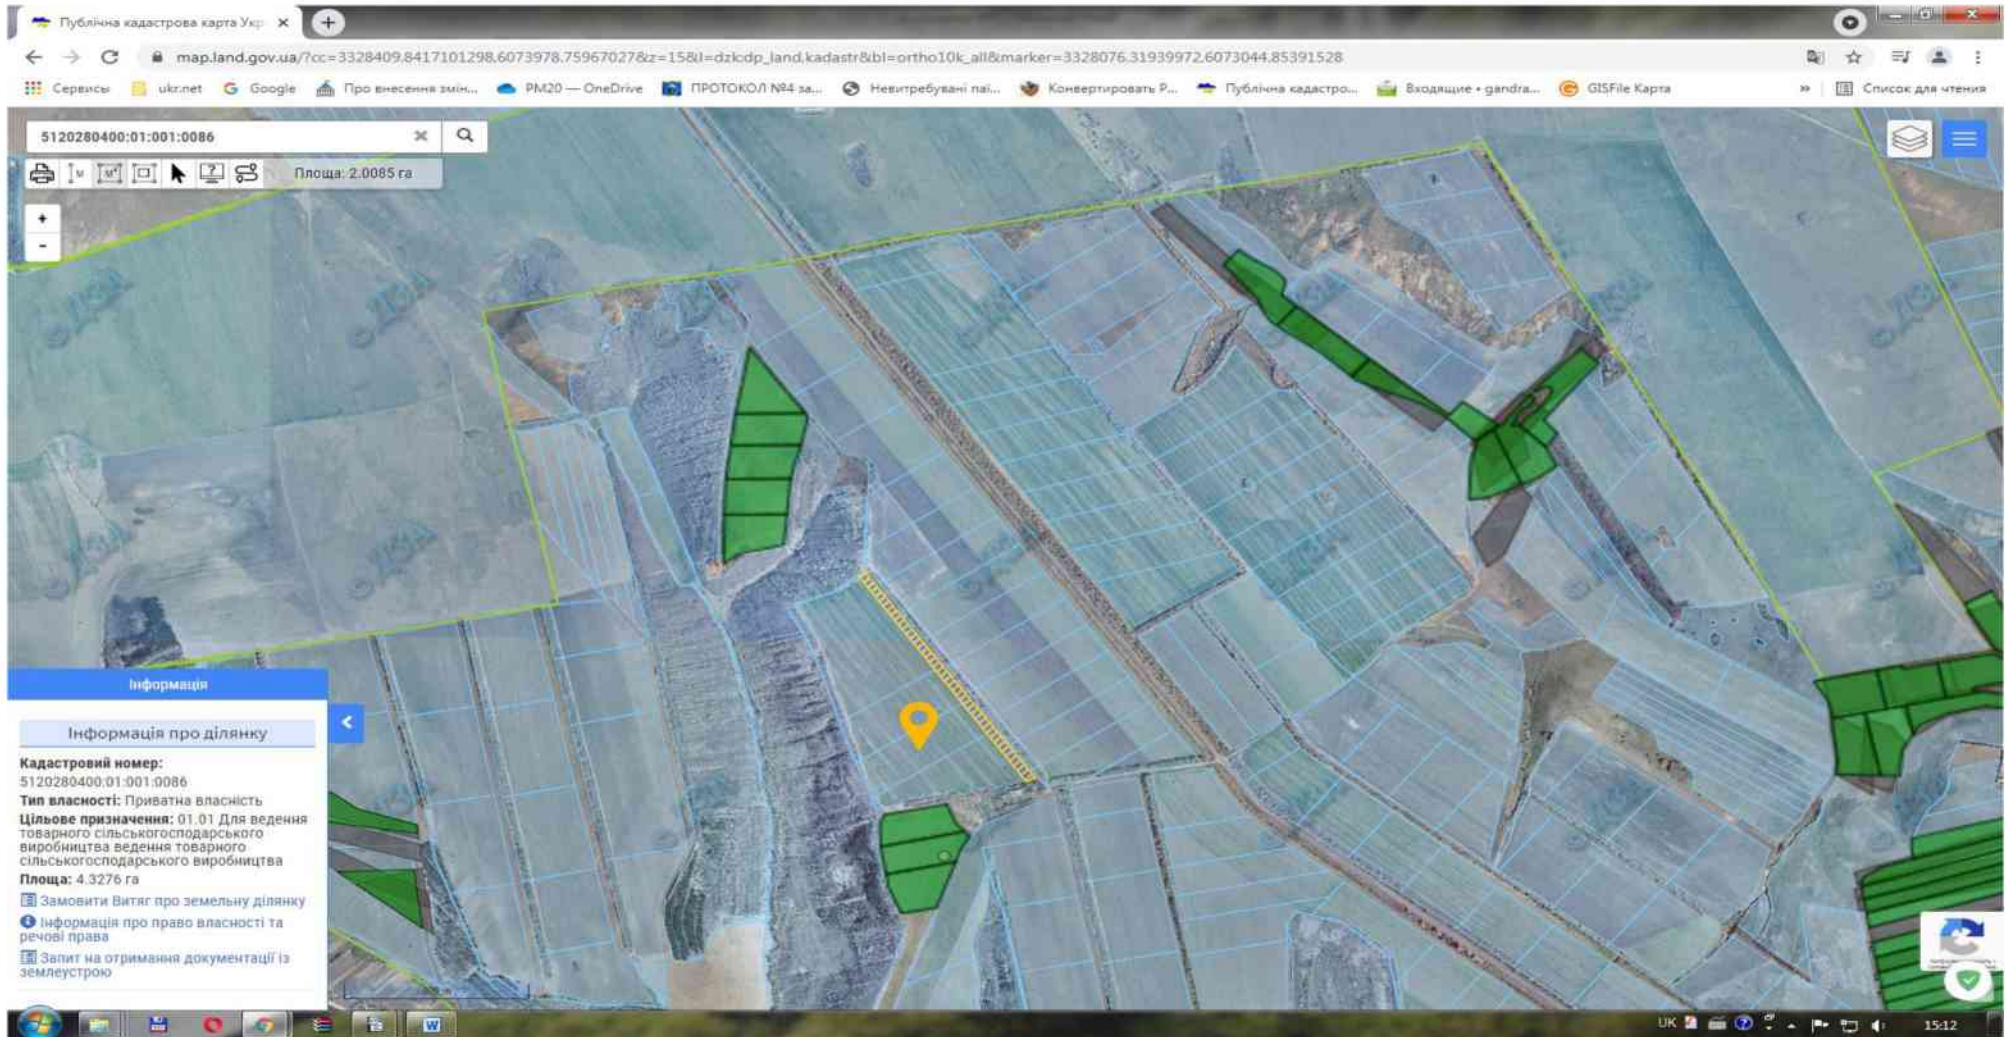 Публічна кадастрова карта Укр
map.land.gov.ua/?cc=3328409.8417101298,6073978.75967027&z=15&l=dzk:dp_land,kadastr&bl=ortho10k_all&marker=3328076.31939972,6073044.85391528
Сервисы ukr.net Google Про внесення змін... PM20 — OneDrive ПРОТОКОЛ №4 за... Невитребувані паї... Конвертировать P... Публічна кадастро... Входящие • gandra... GISFile Карта » Список для чтения
5120280400:01:001:0086
Площа: 2.0085 га
+
-
Інформація
Інформація про ділянку
Кадастровий номер:
5120280400:01:001:0086
Тип власності: Приватна власність
Цільове призначення: 01.01 Для ведення
товарного сільськогосподарського
виробництва ведення товарного
сільськогосподарського виробництва
Площа: 4.3276 га
Замовити Витяг про земельну ділянку
Інформація про право власності та
речові права
Запит на отримання документації із
землеустрою
UK 15:12